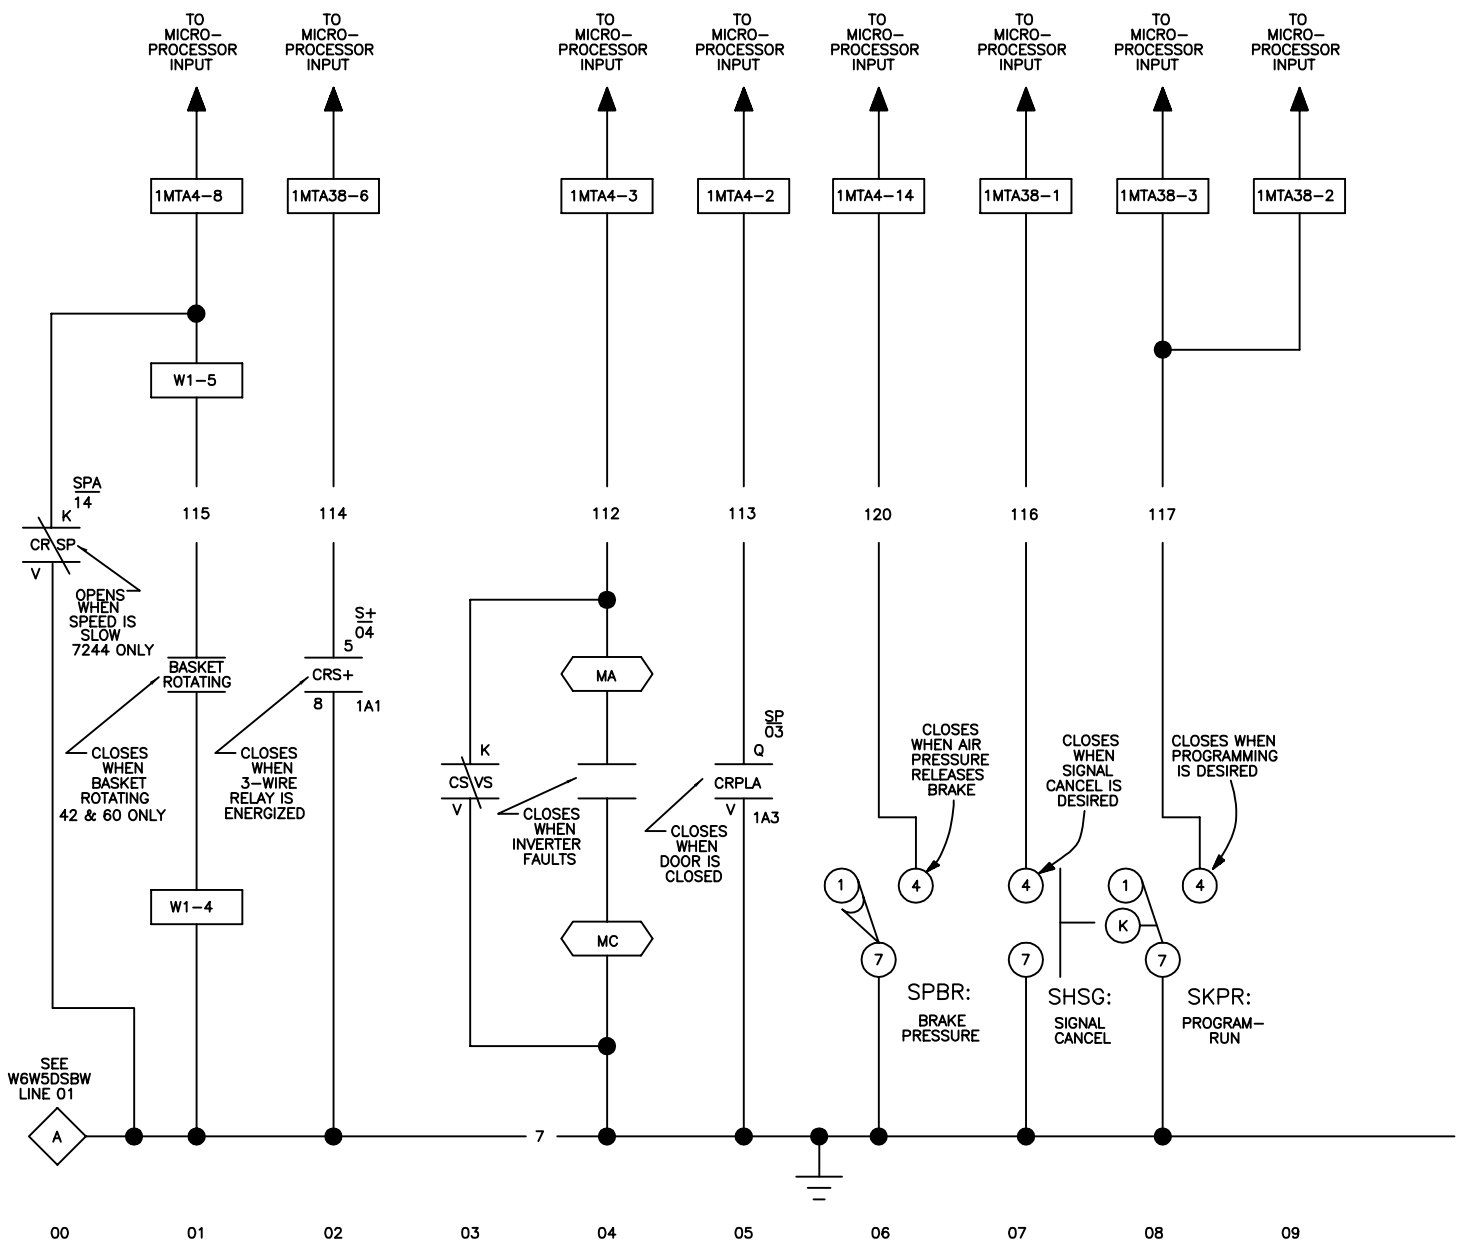 TO
MICRO-
PROCESSOR
INPUT
TO
MICRO-
PROCESSOR
INPUT
TO
MICRO-
PROCESSOR
INPUT
TO
MICRO-
PROCESSOR
INPUT
TO
MICRO-
PROCESSOR
INPUT
TO
MICRO-
PROCESSOR
INPUT
TO
MICRO-
PROCESSOR
INPUT
TO
MICRO-
PROCESSOR
INPUT
1MTA4-8
1MTA38-6
1MTA4-3
1MTA4-2
1MTA4-14
1MTA38-1
1MTA38-3
1MTA38-2
W1-5
SPA
14
K
CR SP
V
OPENS
WHEN
SPEED IS
SLOW
7244 ONLY
115
114
112
113
120
116
117
BASKET
ROTATING
CLOSES
WHEN
BASKET
ROTATING
42 & 60 ONLY
W1-4
S+
04
5
CRS+
8
1A1
CLOSES
WHEN
3-WIRE
RELAY IS
ENERGIZED
K
CS VS
V
MA
CLOSES
WHEN
INVERTER
FAULTS
MC
SP
03
Q
CRPLA
V
1A3
CLOSES
WHEN
DOOR IS
CLOSED
CLOSES
WHEN AIR
PRESSURE
RELEASES
BRAKE
1
4
7
SPBR:
BRAKE
PRESSURE
CLOSES
WHEN
SIGNAL
CANCEL IS
DESIRED
4
7
SHSG:
SIGNAL
CANCEL
CLOSES WHEN
PROGRAMMING
IS DESIRED
1
4
K
7
SKPR:
PROGRAM-
RUN
SEE
W6W5DSBW
LINE 01
A
7
00
01
02
03
04
05
06
07
08
09